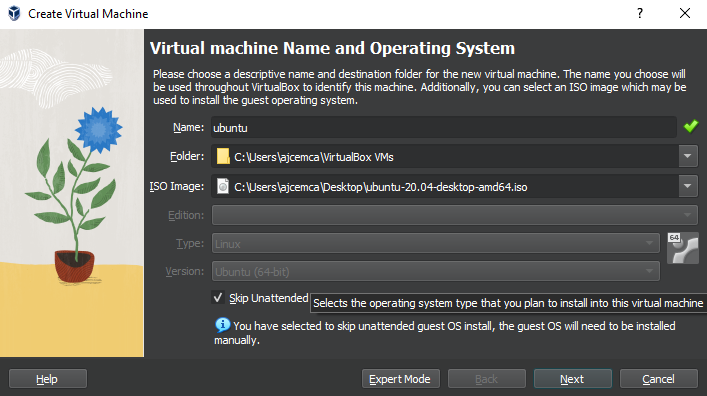 Create Virtual Machine
Virtual machine Name and Operating System
Please choose a descriptive name and destination folder for the new virtual machine. The name you choose will
be used throughout VirtualBox to identify this machine. Additionally, you can select an ISO image which may be
used to install the guest operating system.
Name: ubuntu
Folder: C:\Users\ajcemca\VirtualBox VMs
ISO Image: C:\Users\ajcemca\Desktop\ubuntu-20.04-desktop-amd64.iso
Edition:
Type: Linux
64
Version: Ubuntu (64-bit)
Skip Unattended
Selects the operating system type that you plan to install into this virtual machine
You have selected to skip unattended guest OS install, the guest OS will need to be installed
manually.
Help Expert Mode Back Next Cancel